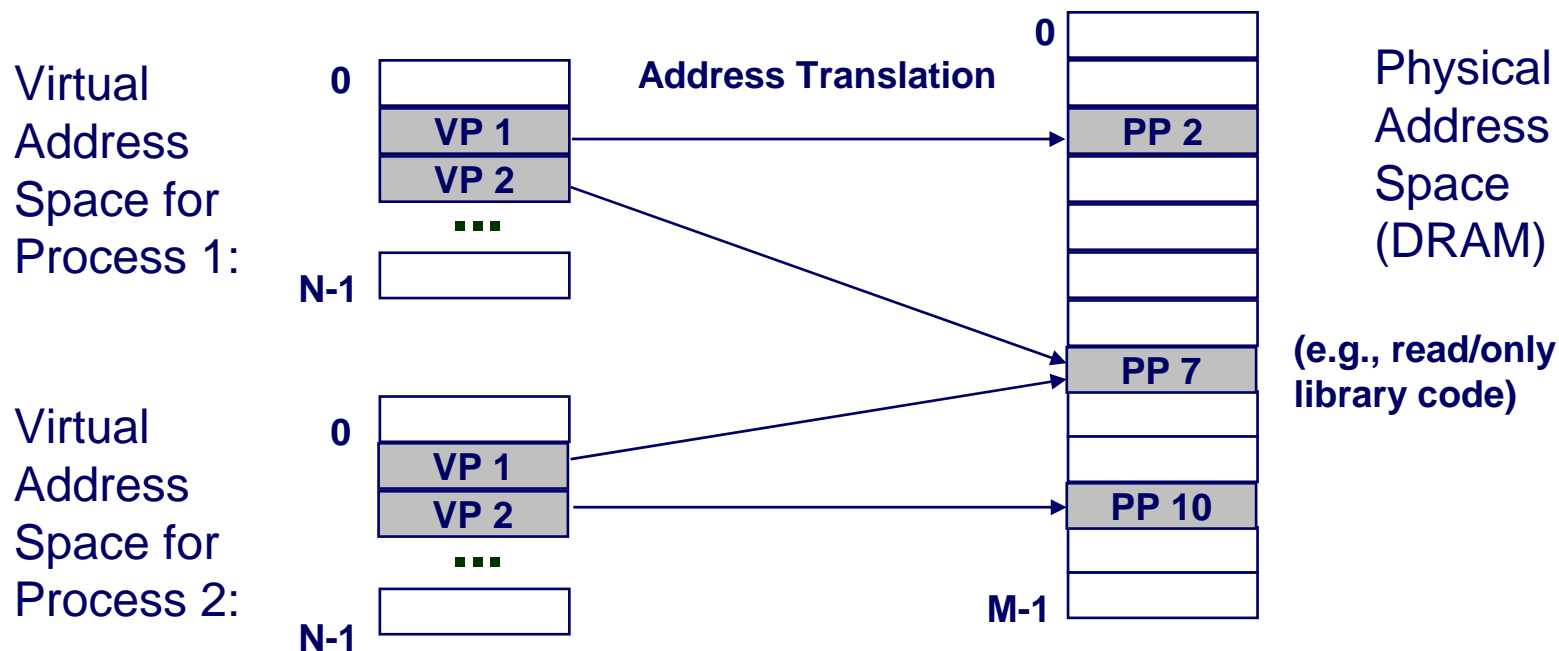 Virtual
Address
Space for
Process 1:
0
VP 1
VP 2
...
N-1
Address Translation
Virtual
Address
Space for
Process 2:
0
VP 1
VP 2
...
N-1
0
PP 2
PP 7
PP 10
M-1
Physical
Address
Space
(DRAM)
(e.g., read/only
library code)